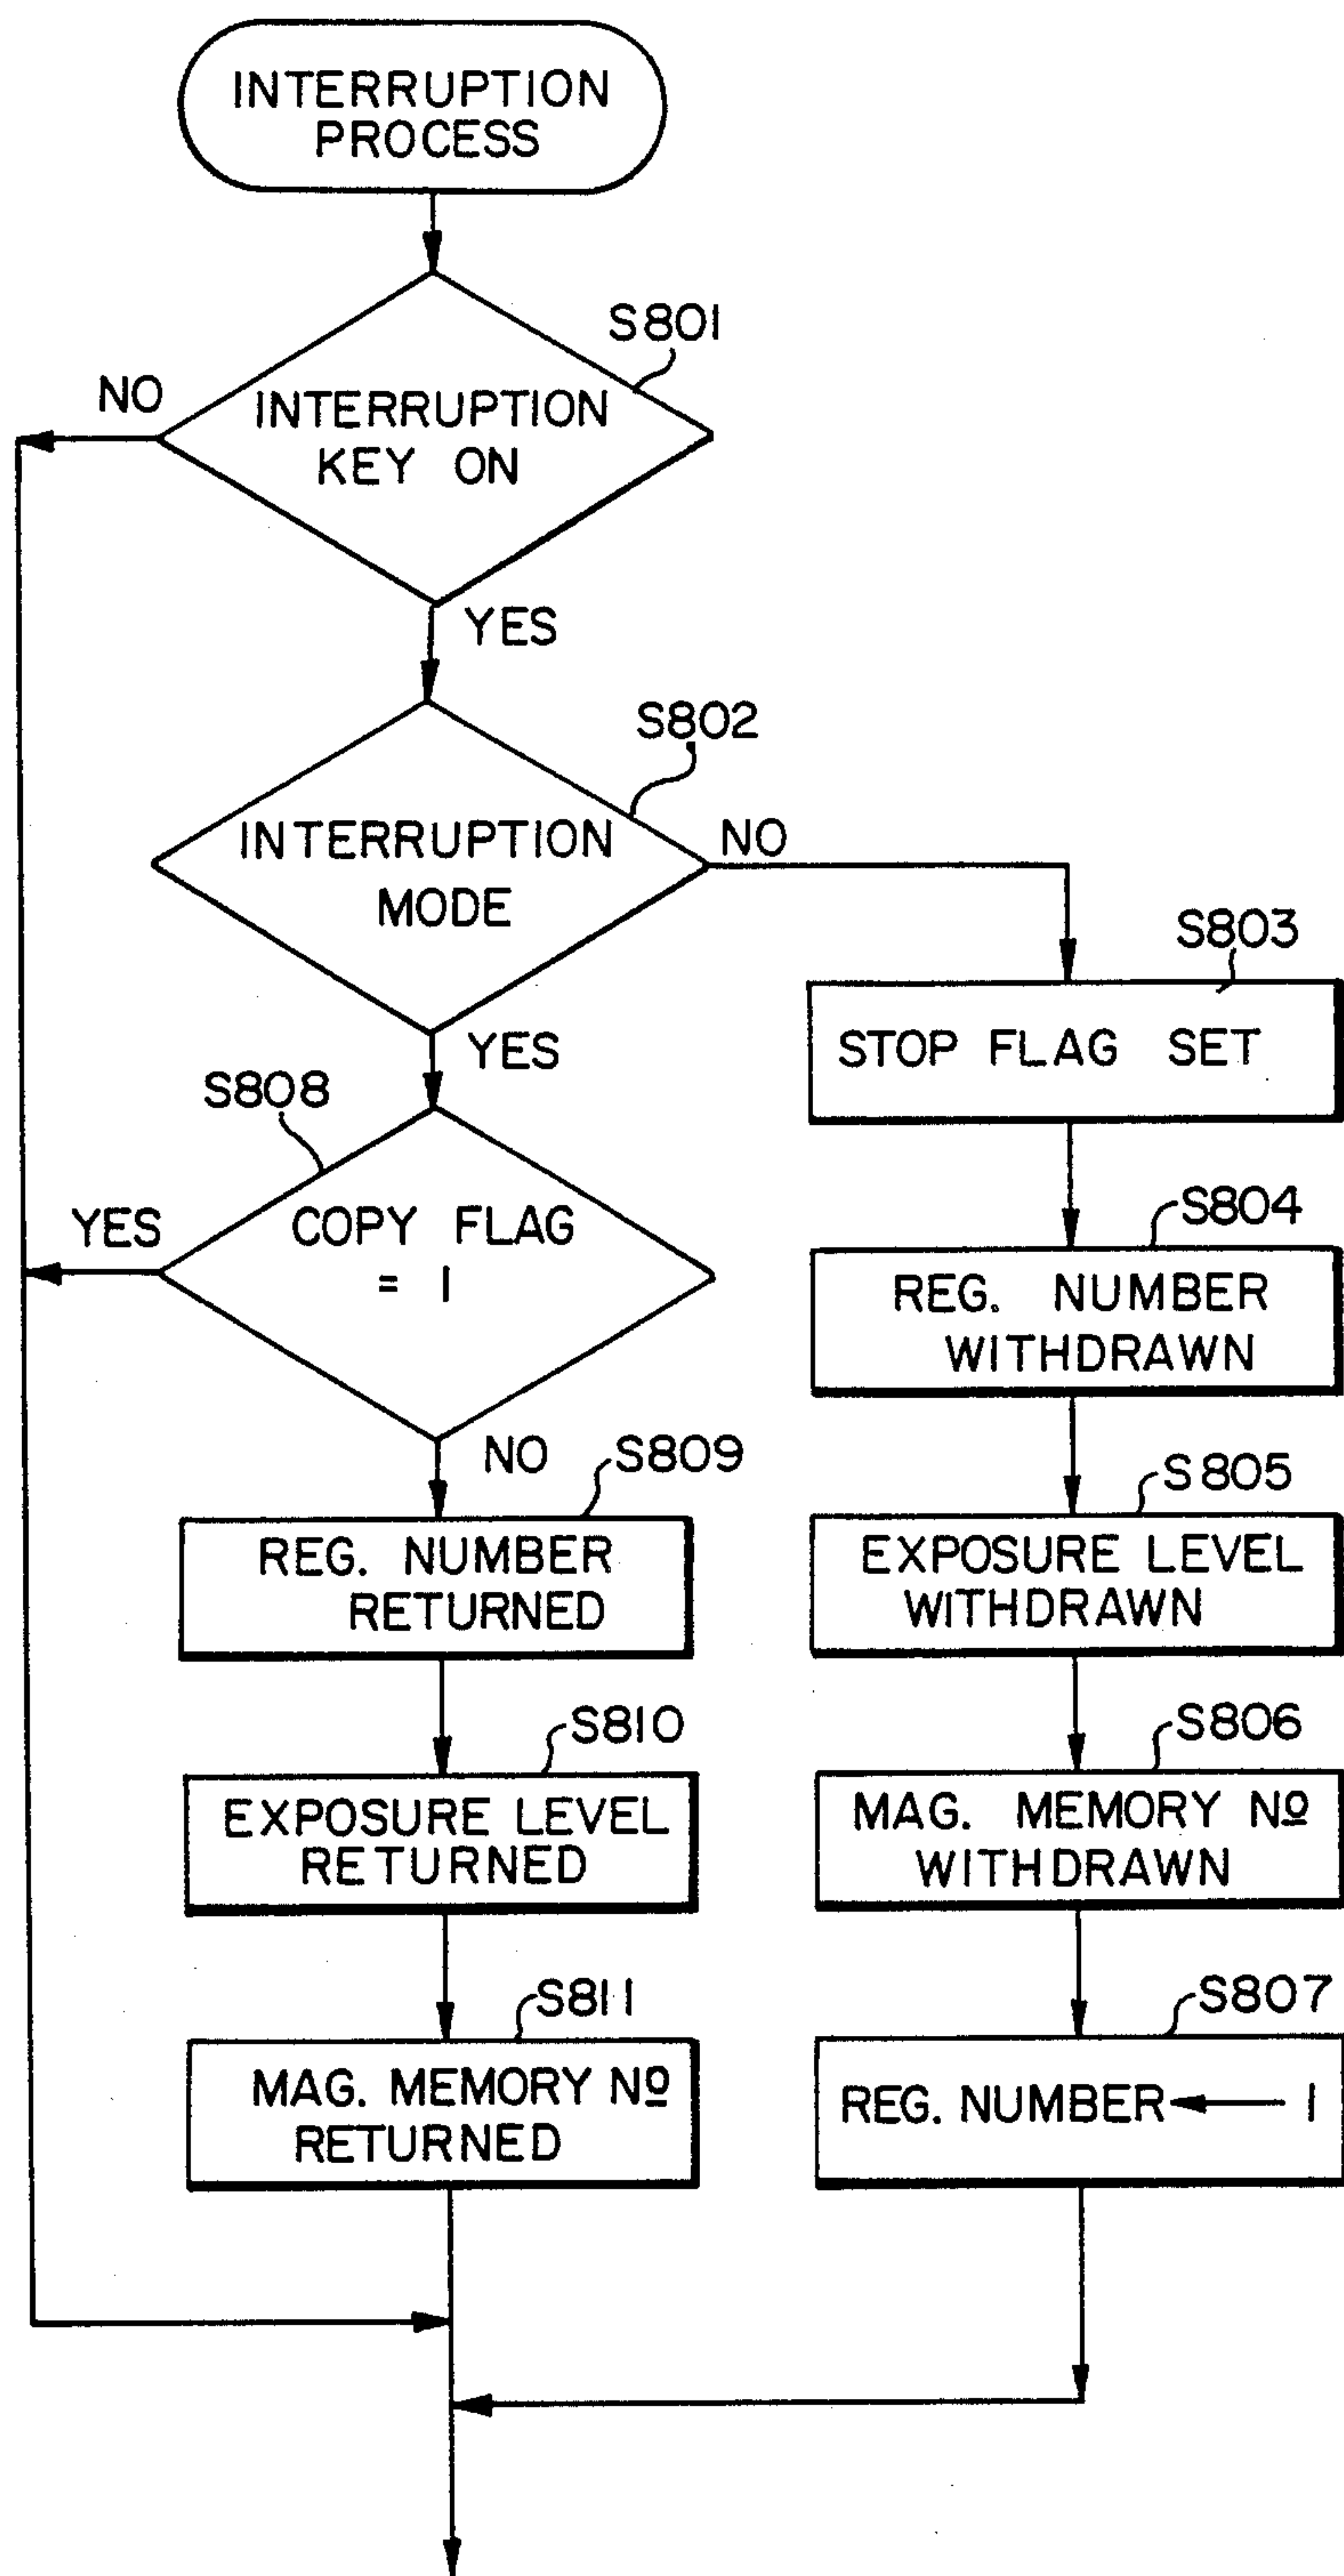 INTERRUPTION
PROCESS
S801
NO
INTERRUPTION
KEY ON
YES
S802
INTERRUPTION
MODE
NO
S803
STOP FLAG SET
YES
S808
COPY FLAG
= 1
YES
S804
REG. NUMBER
WITHDRAWN
NO
S809
REG. NUMBER
RETURNED
S805
EXPOSURE LEVEL
WITHDRAWN
S810
EXPOSURE LEVEL
RETURNED
S806
MAG. MEMORY Nº
WITHDRAWN
S811
MAG. MEMORY Nº
RETURNED
S807
REG. NUMBER ← 1